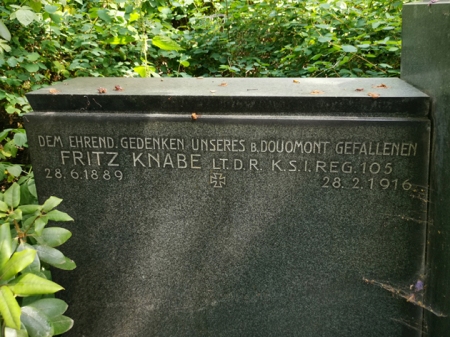 DEM EHREND. GEDENKEN UNSERES B. DOUOMONT GEFALLENEN
FRITZ KNABE LT. D. R. K. S. I. REG. 105
28.6.1889 28.2.1916